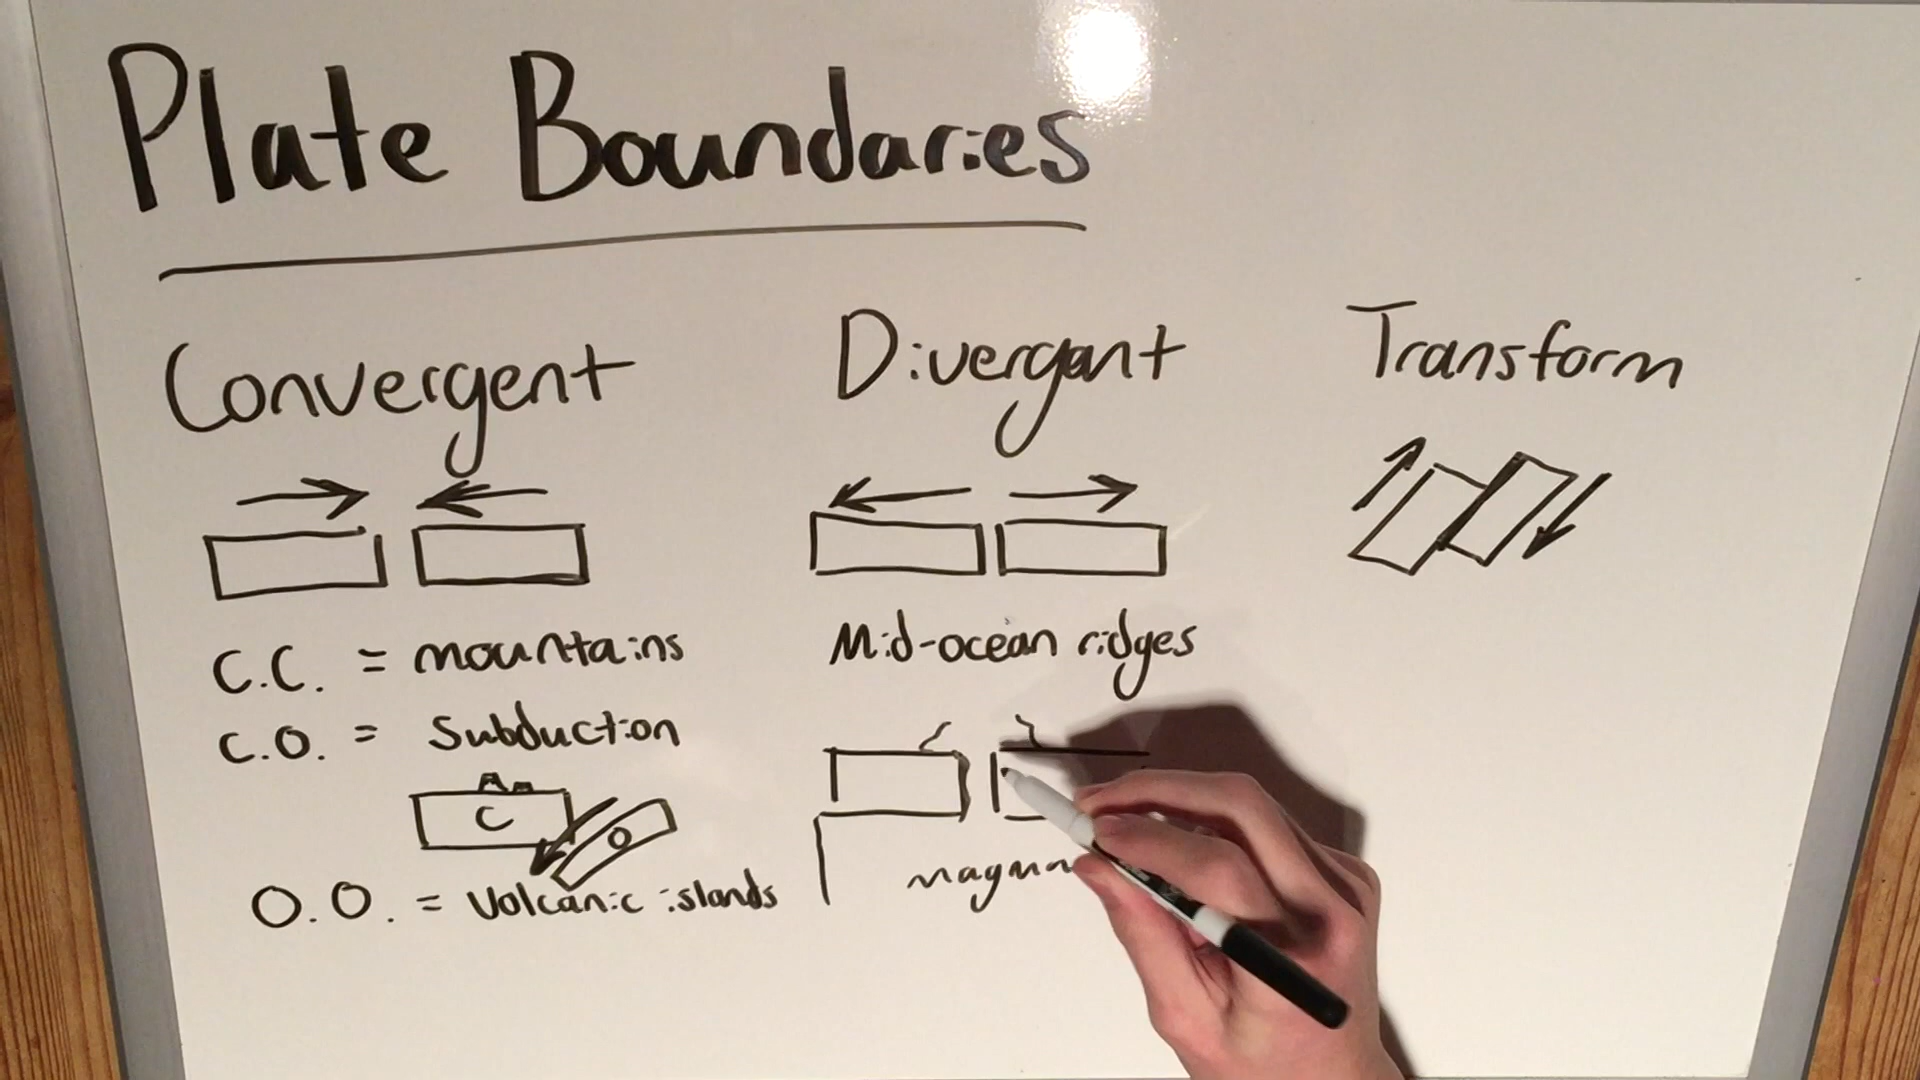 Plate Boundaries
Convergent
C.C. = mountains
C.O. = Subduction
C
O
O.O. = Volcanic islands
Divergent
Mid-ocean ridges
Transform